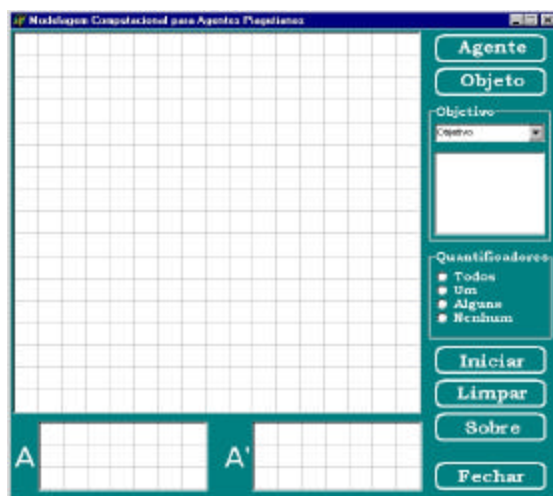 Modelagem Computacional para Agentes Piagetianos
Agente
Objeto
Objetivo
Objetivo
Quantificadores
Todos
Um
Alguns
Nenhum
Iniciar
Limpar
Sobre
A
A'
Fechar